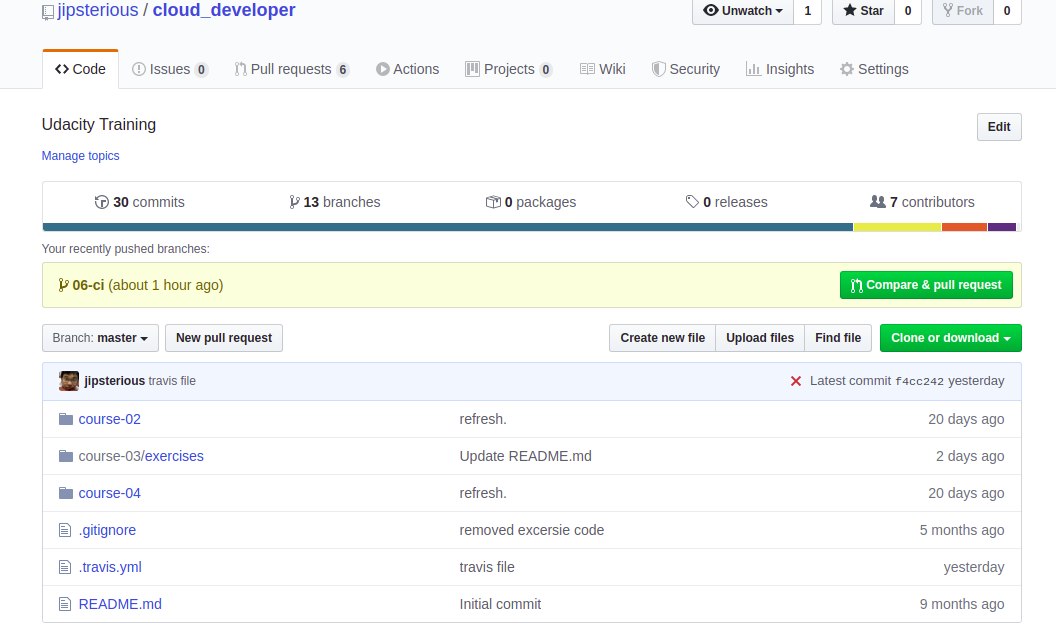 jipsterious / cloud_developer
Unwatch 1 Star 0 Fork 0
Code Issues 0 Pull requests 6 Actions Projects 0 Wiki Security Insights Settings
Udacity Training Edit
Manage topics
30 commits 13 branches 0 packages 0 releases 7 contributors
Your recently pushed branches:
06-ci (about 1 hour ago) Compare & pull request
Branch: master New pull request Create new file Upload files Find file Clone or download
jipsterious travis file Latest commit f4cc242 yesterday
course-02 refresh. 20 days ago
course-03/exercises Update README.md 2 days ago
course-04 refresh. 20 days ago
.gitignore removed excersie code 5 months ago
.travis.yml travis file yesterday
README.md Initial commit 9 months ago